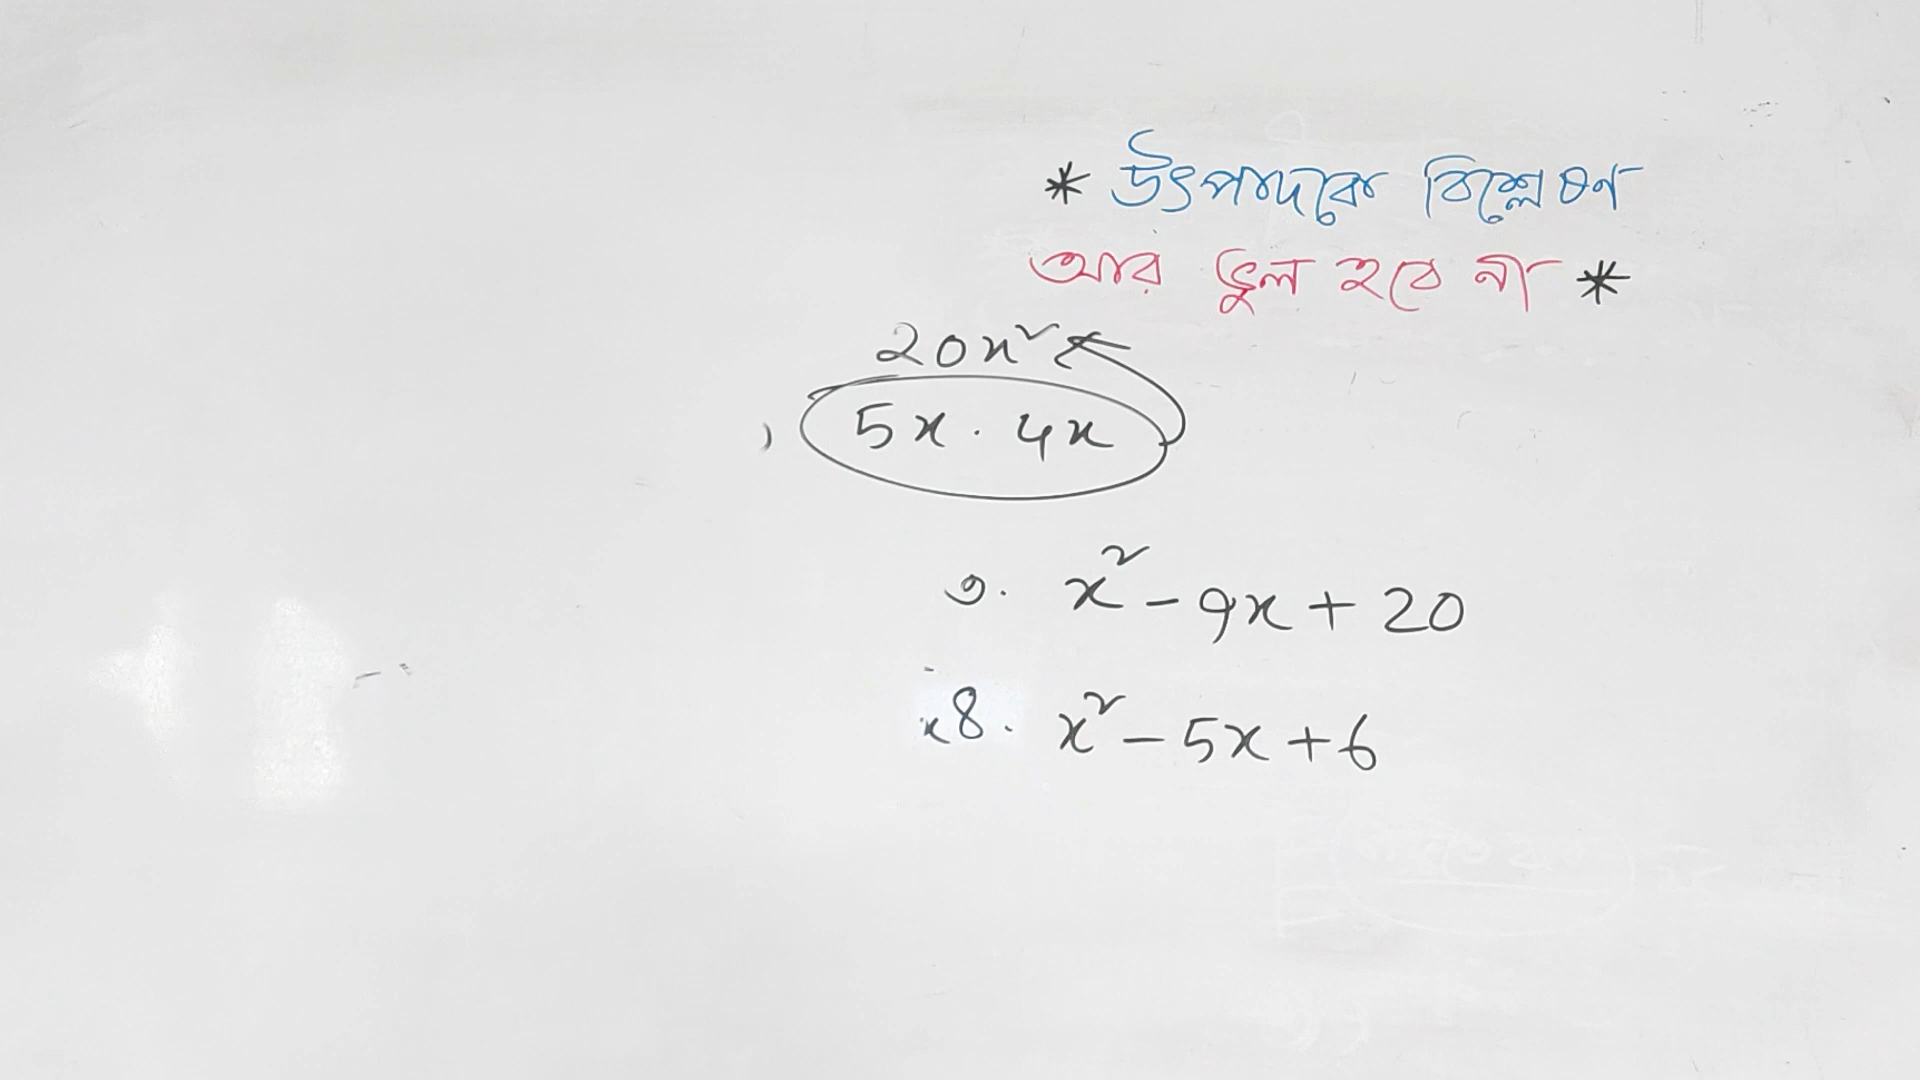 * উৎপাদকে বিশ্লেষণ
আর ভুল হবে না *
20x²
, 5x . 4x
৩. x² - 9x + 20
৪. x² - 5x + 6